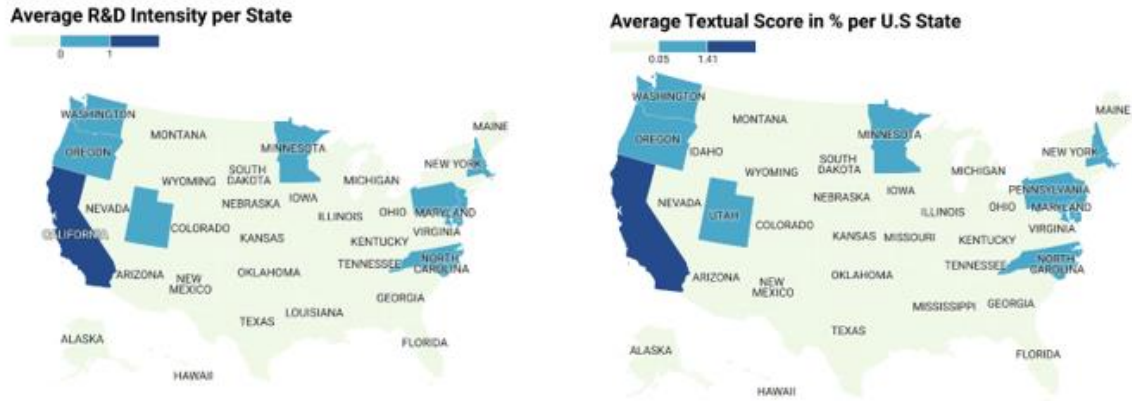 Average R&D Intensity per State
0 1
WASHINGTON
MONTANA
MAINE
OREGON
MINNESOTA
NEW YORK
SOUTH
DAKOTA
WYOMING
MICHIGAN
NEBRASKA
IOWA
NEVADA
ILLINOIS
OHIO
MARYLAND
CALIFORNIA
COLORADO
KANSAS
KENTUCKY
VIRGINIA
ARIZONA
NEW
MEXICO
OKLAHOMA
TENNESSEE
NORTH
CAROLINA
GEORGIA
TEXAS
LOUISIANA
ALASKA
FLORIDA
HAWAII
Average Textual Score in % per U.S State
0.05 1.41
WASHINGTON
MONTANA
MAINE
OREGON
IDAHO
MINNESOTA
NEW YORK
SOUTH
DAKOTA
WYOMING
MICHIGAN
NEBRASKA
IOWA
PENNSYLVANIA
NEVADA
UTAH
ILLINOIS
OHIO
MARYLAND
COLORADO
KANSAS
MISSOURI
KENTUCKY
VIRGINIA
ARIZONA
NEW
MEXICO
OKLAHOMA
TENNESSEE
NORTH
CAROLINA
MISSISSIPPI
GEORGIA
TEXAS
ALASKA
FLORIDA
HAWAII